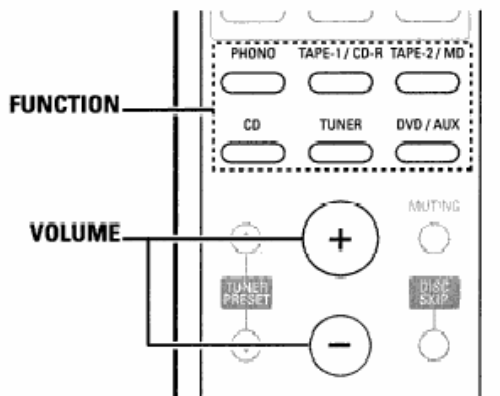 PHONO TAPE-1 / CD-R TAPE-2 / MD
FUNCTION
CD TUNER DVD / AUX
MUTING
VOLUME
+
TUNER
PRESET
DISC
SKIP
−